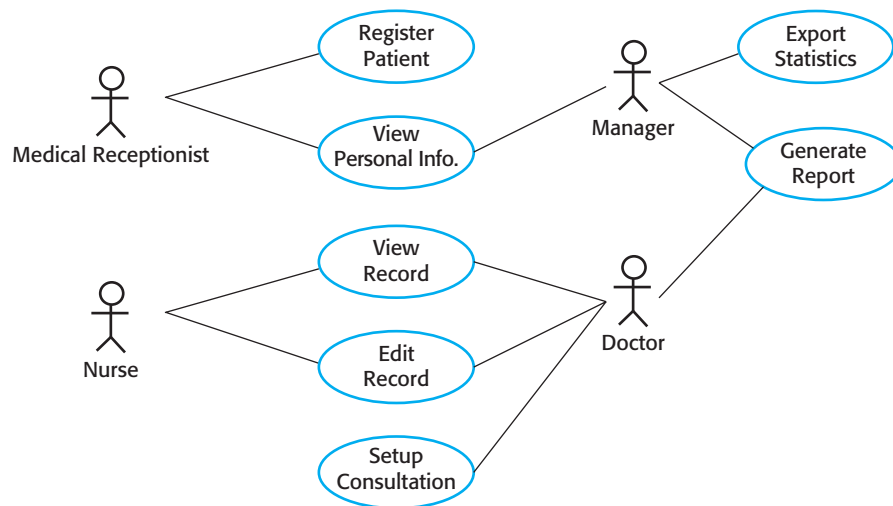 Register
Patient
Export
Statistics
Manager
Medical Receptionist
View
Personal Info.
Generate
Report
View
Record
Doctor
Nurse
Edit
Record
Setup
Consultation